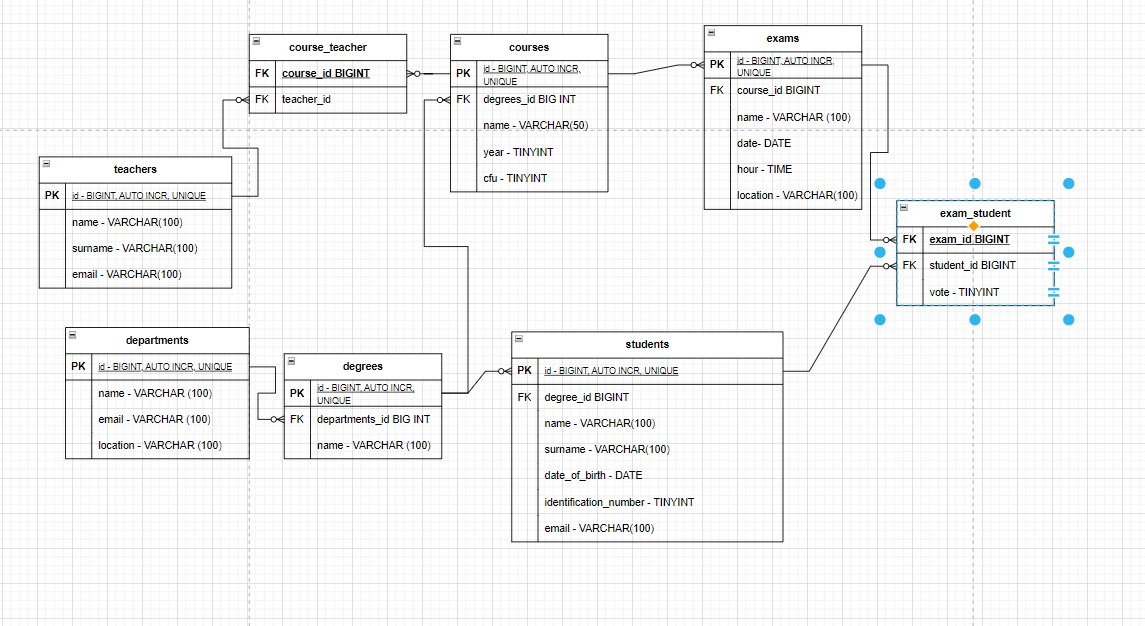 course_teacher
FK course_id BIGINT
FK teacher_id
courses
PK id - BIGINT, AUTO INCR,
UNIQUE
FK degrees_id BIG INT
name - VARCHAR(50)
year - TINYINT
cfu - TINYINT
exams
PK id - BIGINT, AUTO INCR,
UNIQUE
FK course_id BIGINT
name - VARCHAR (100)
date- DATE
hour - TIME
location - VARCHAR(100)
teachers
PK id - BIGINT, AUTO INCR, UNIQUE
name - VARCHAR(100)
surname - VARCHAR(100)
email - VARCHAR(100)
exam_student
FK exam_id BIGINT
FK student_id BIGINT
vote - TINYINT
departments
PK id - BIGINT, AUTO INCR, UNIQUE
name - VARCHAR (100)
email - VARCHAR (100)
location - VARCHAR (100)
degrees
PK id - BIGINT, AUTO INCR,
UNIQUE
FK departments_id BIG INT
name - VARCHAR (100)
students
PK id - BIGINT, AUTO INCR, UNIQUE
FK degree_id BIGINT
name - VARCHAR(100)
surname - VARCHAR(100)
date_of_birth - DATE
identification_number - TINYINT
email - VARCHAR(100)